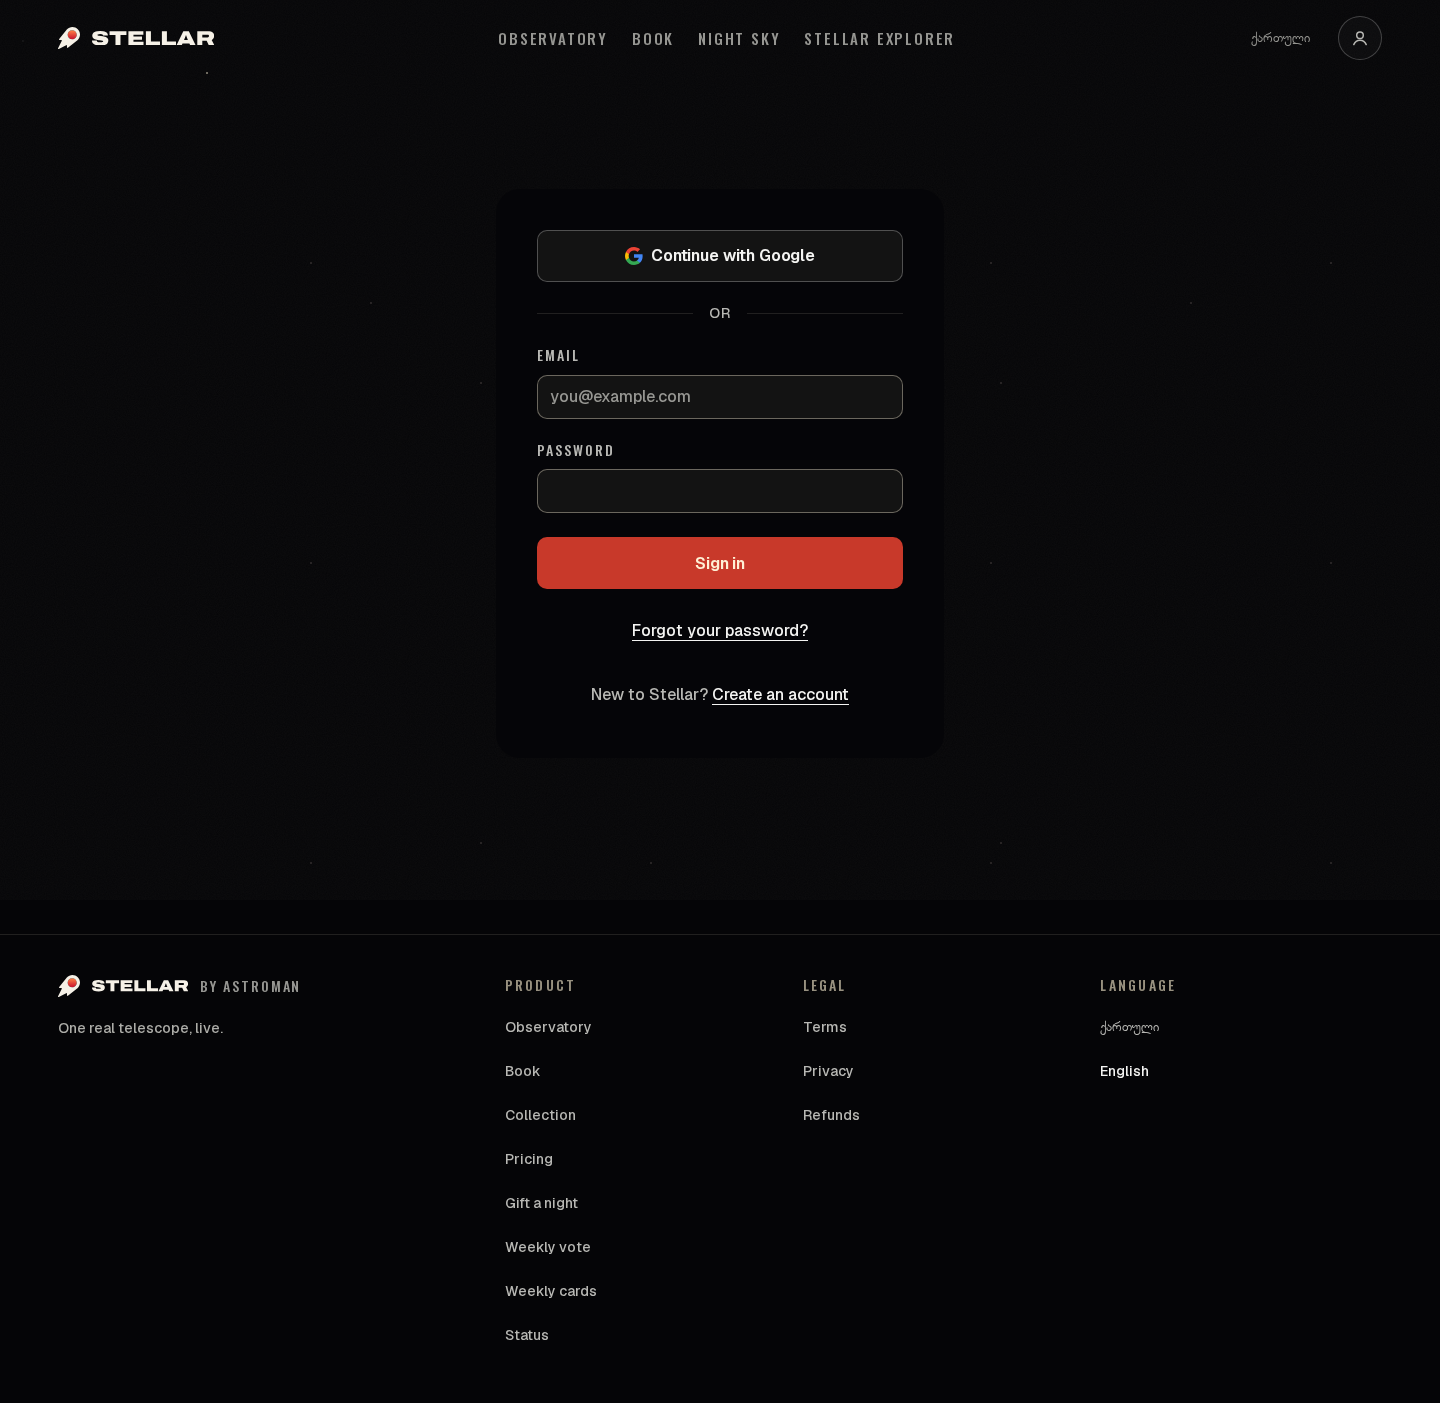 STELLAR
OBSERVATORY BOOK NIGHT SKY STELLAR EXPLORER
ქართული
Continue with Google
OR
EMAIL
you@example.com
PASSWORD
Sign in
Forgot your password?
New to Stellar? Create an account
STELLAR BY ASTROMAN
One real telescope, live.
PRODUCT
Observatory
Book
Collection
Pricing
Gift a night
Weekly vote
Weekly cards
Status
LEGAL
Terms
Privacy
Refunds
LANGUAGE
ქართული
English